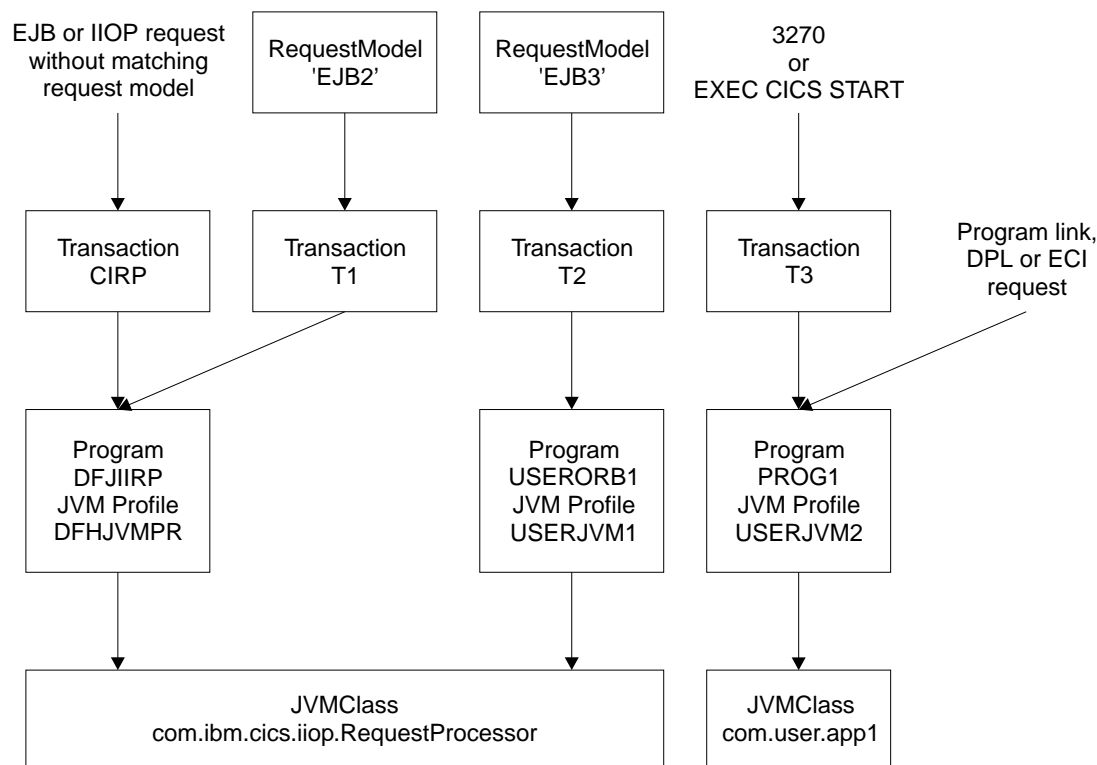 EJB or IIOP request
without matching
request model
RequestModel
'EJB2'
RequestModel
'EJB3'
3270
or
EXEC CICS START
Transaction
CIRP
Transaction
T1
Transaction
T2
Transaction
T3
Program link,
DPL or ECI
request
Program
DFJIIRP
JVM Profile
DFHJVMPR
Program
USERORB1
JVM Profile
USERJVM1
Program
PROG1
JVM Profile
USERJVM2
JVMClass
com.ibm.cics.iiop.RequestProcessor
JVMClass
com.user.app1